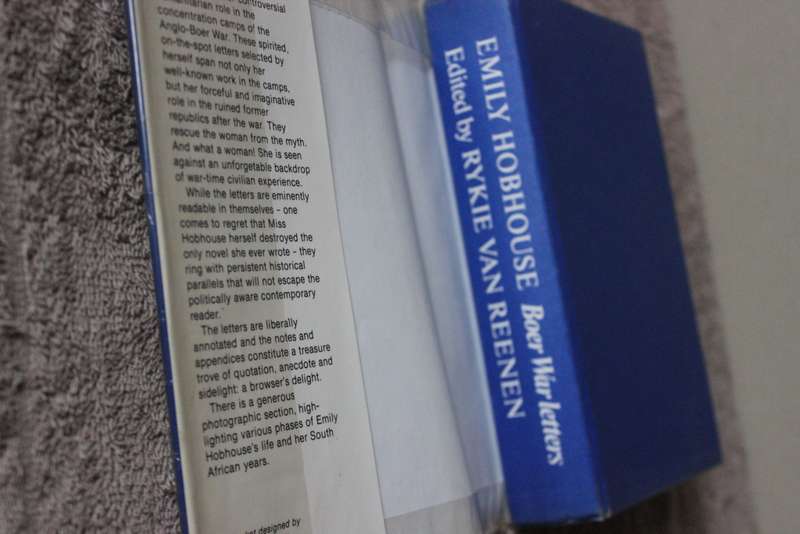 controversial
role in the
concentration camps of the
Anglo-Boer War. These spirited,
on-the-spot letters selected by
herself span not only her
well-known work in the camps,
but her forceful and imaginative
role in the ruined former
republics after the war. They
rescue the woman from the myth.
And what a woman! She is seen
against an unforgetable backdrop
of war-time civilian experience.
While the letters are eminently
readable in themselves – one
comes to regret that Miss
Hobhouse herself destroyed the
only novel she ever wrote – they
ring with persistent historical
parallels that will not escape the
politically aware contemporary
reader.
The letters are liberally
annotated and the notes and
appendices constitute a treasure
trove of quotation, anecdote and
sidelight: a browser's delight.
There is a generous
photographic section, high-
lighting various phases of Emily
Hobhouse's life and her South
African years.
designed by
EMILY HOBHOUSE Boer War letters
Edited by RYKIE VAN REENEN